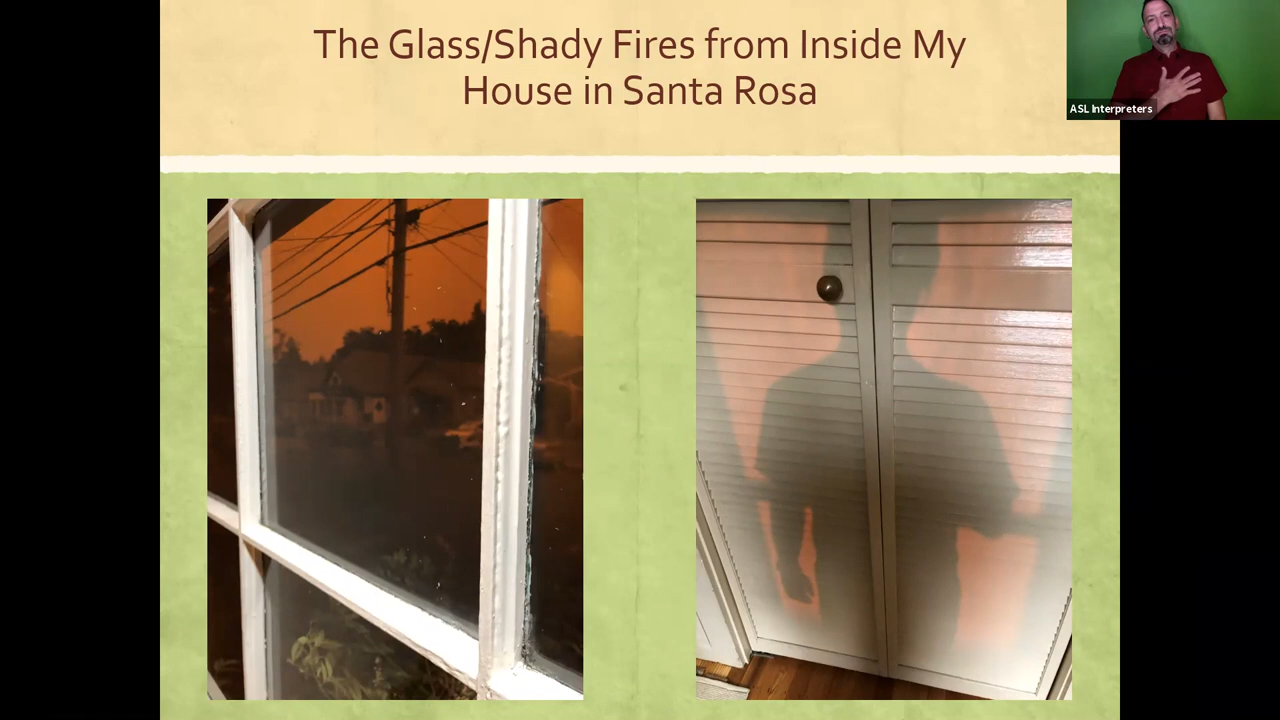 The Glass/Shady Fires from Inside My
House in Santa Rosa
ASL Interpreters